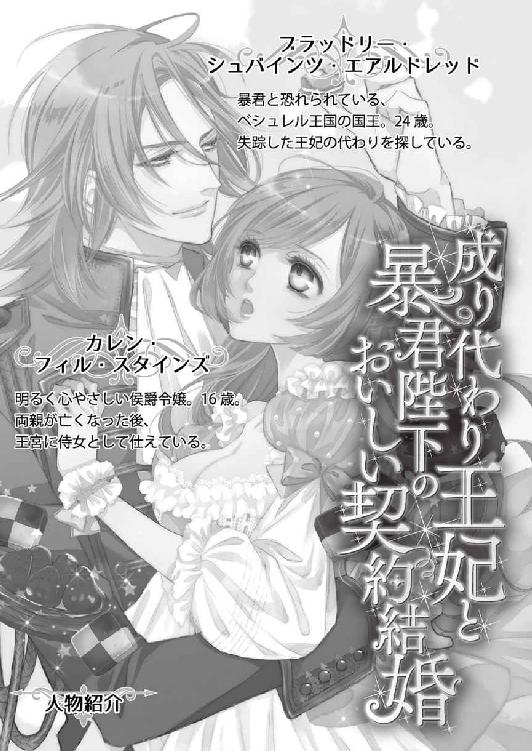 ブラッドリー・
シュバインツ・エアルドレッド
暴君と恐れられている、
ベシュレル王国の国王。24歳。
失踪した王妃の代わりを探している。
成り代わり王妃と
暴君陛下の
おいしい契約結婚
カレン・
フィル・スタインズ
明るく心やさしい侯爵令嬢。16歳。
両親が亡くなった後、
王宮に侍女として仕えている。
人物紹介